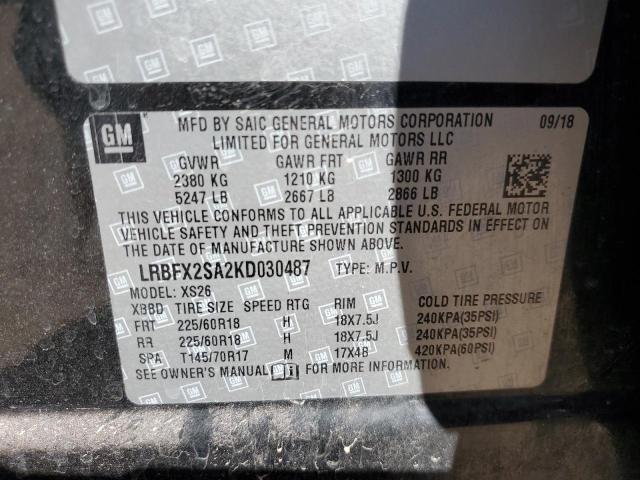 GM
MFD BY SAIC GENERAL MOTORS CORPORATION 09/18
LIMITED FOR GENERAL MOTORS LLC
GVWR GAWR FRT GAWR RR
2380 KG 1210 KG 1300 KG
5247 LB 2667 LB 2866 LB
THIS VEHICLE CONFORMS TO ALL APPLICABLE U.S. FEDERAL MOTOR
VEHICLE SAFETY AND THEFT PREVENTION STANDARDS IN EFFECT ON
THE DATE OF MANUFACTURE SHOWN ABOVE.
LRBFX2SA2KD030487 TYPE: M.P.V.
MODEL: XS26
XBBD TIRE SIZE SPEED RTG RIM COLD TIRE PRESSURE
FRT 225/60R18 H 18X7.5J 240KPA(35PSI)
RR 225/60R18 H 18X7.5J 240KPA(35PSI)
SPA T145/70R17 M 17X4B 420KPA(60PSI)
SEE OWNER'S MANUAL i FOR MORE INFORMATION.